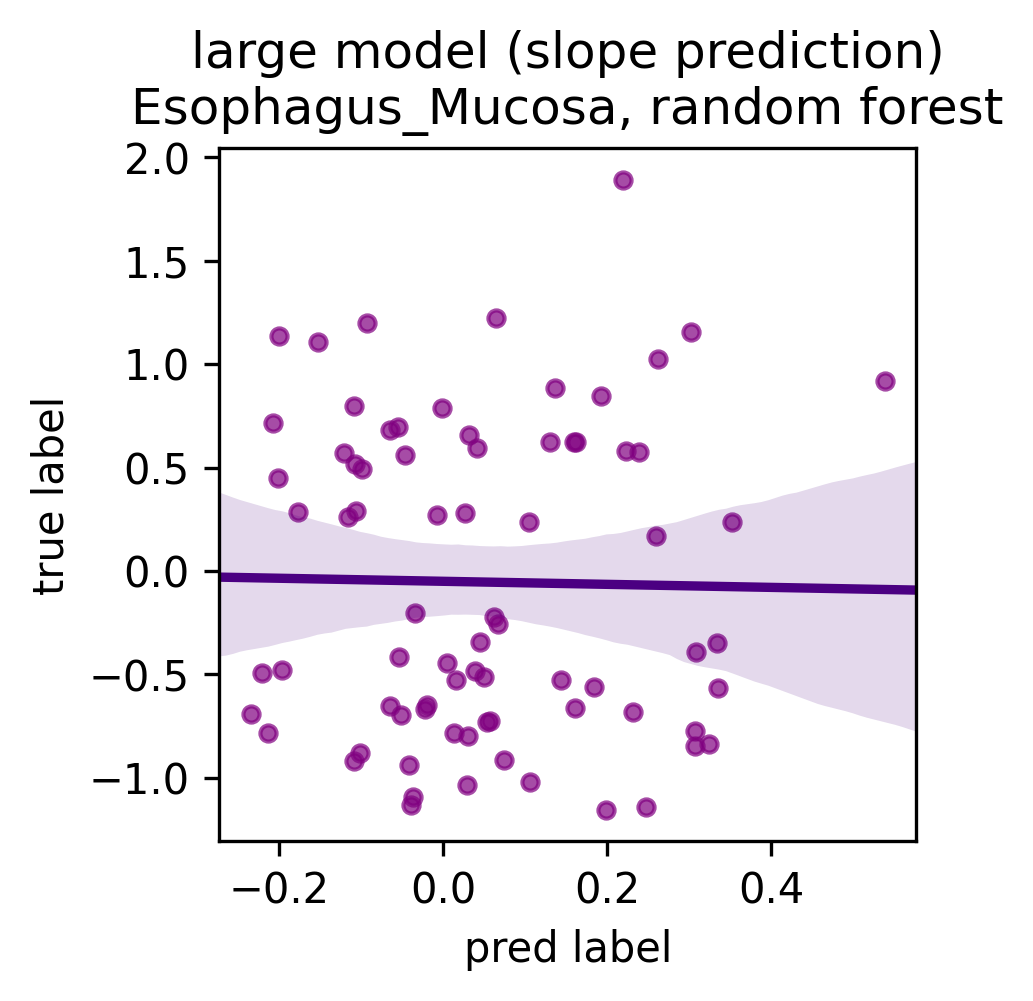 large model (slope prediction)
Esophagus_Mucosa, random forest
2.0
1.5
1.0
0.5
0.0
−0.5
−1.0
true label
−0.2
0.0
0.2
0.4
pred label